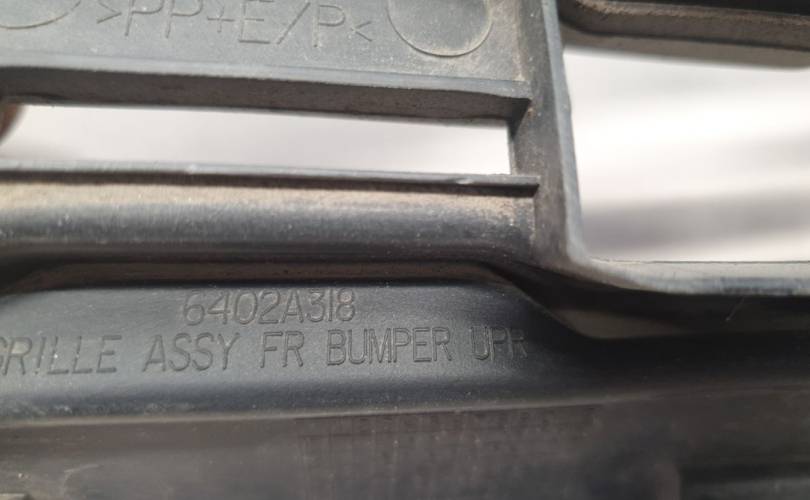 >PP+E/P<
6402A318
GRILLE ASSY FR BUMPER UPR